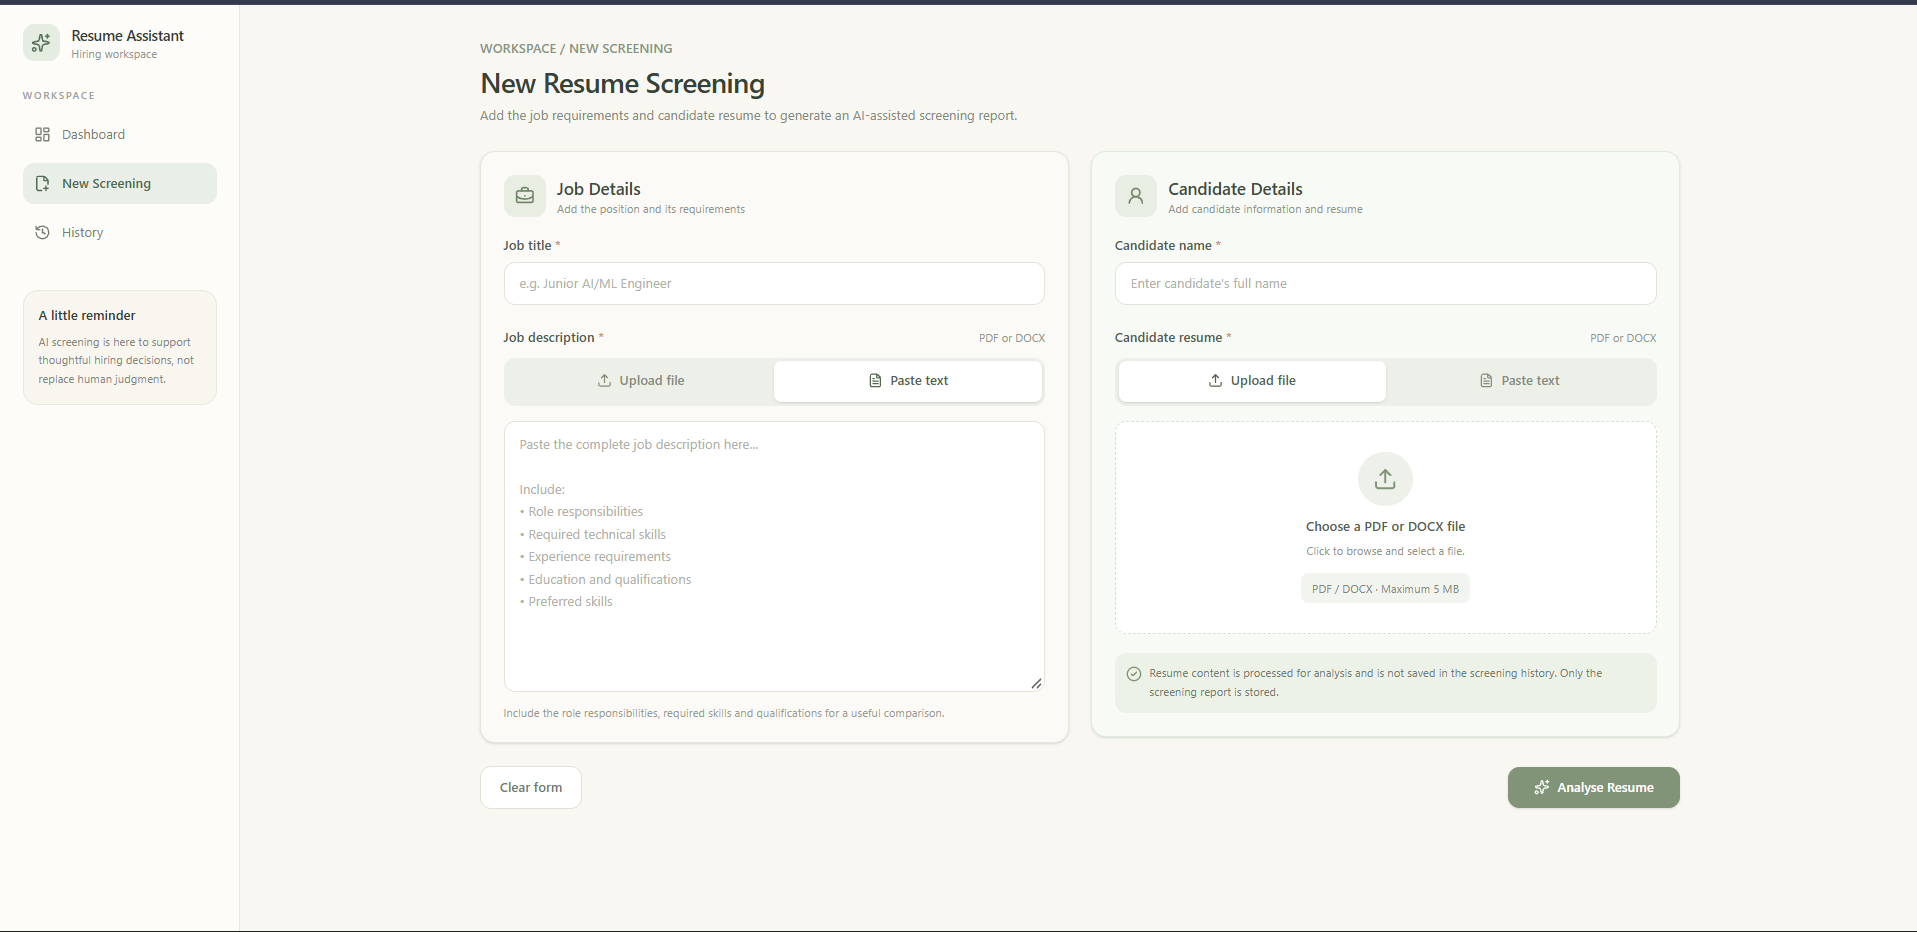 Resume Assistant
Hiring workspace
WORKSPACE
Dashboard
New Screening
History
A little reminder
AI screening is here to support
thoughtful hiring decisions, not
replace human judgment.
WORKSPACE / NEW SCREENING
New Resume Screening
Add the job requirements and candidate resume to generate an AI-assisted screening report.
Job Details
Add the position and its requirements
Job title *
e.g. Junior AI/ML Engineer
Job description *
PDF or DOCX
Upload file
Paste text
Paste the complete job description here...
Include:
• Role responsibilities
• Required technical skills
• Experience requirements
• Education and qualifications
• Preferred skills
Include the role responsibilities, required skills and qualifications for a useful comparison.
Candidate Details
Add candidate information and resume
Candidate name *
Enter candidate's full name
Candidate resume *
PDF or DOCX
Upload file
Paste text
Choose a PDF or DOCX file
Click to browse and select a file.
PDF / DOCX · Maximum 5 MB
Resume content is processed for analysis and is not saved in the screening history. Only the
screening report is stored.
Clear form
Analyse Resume